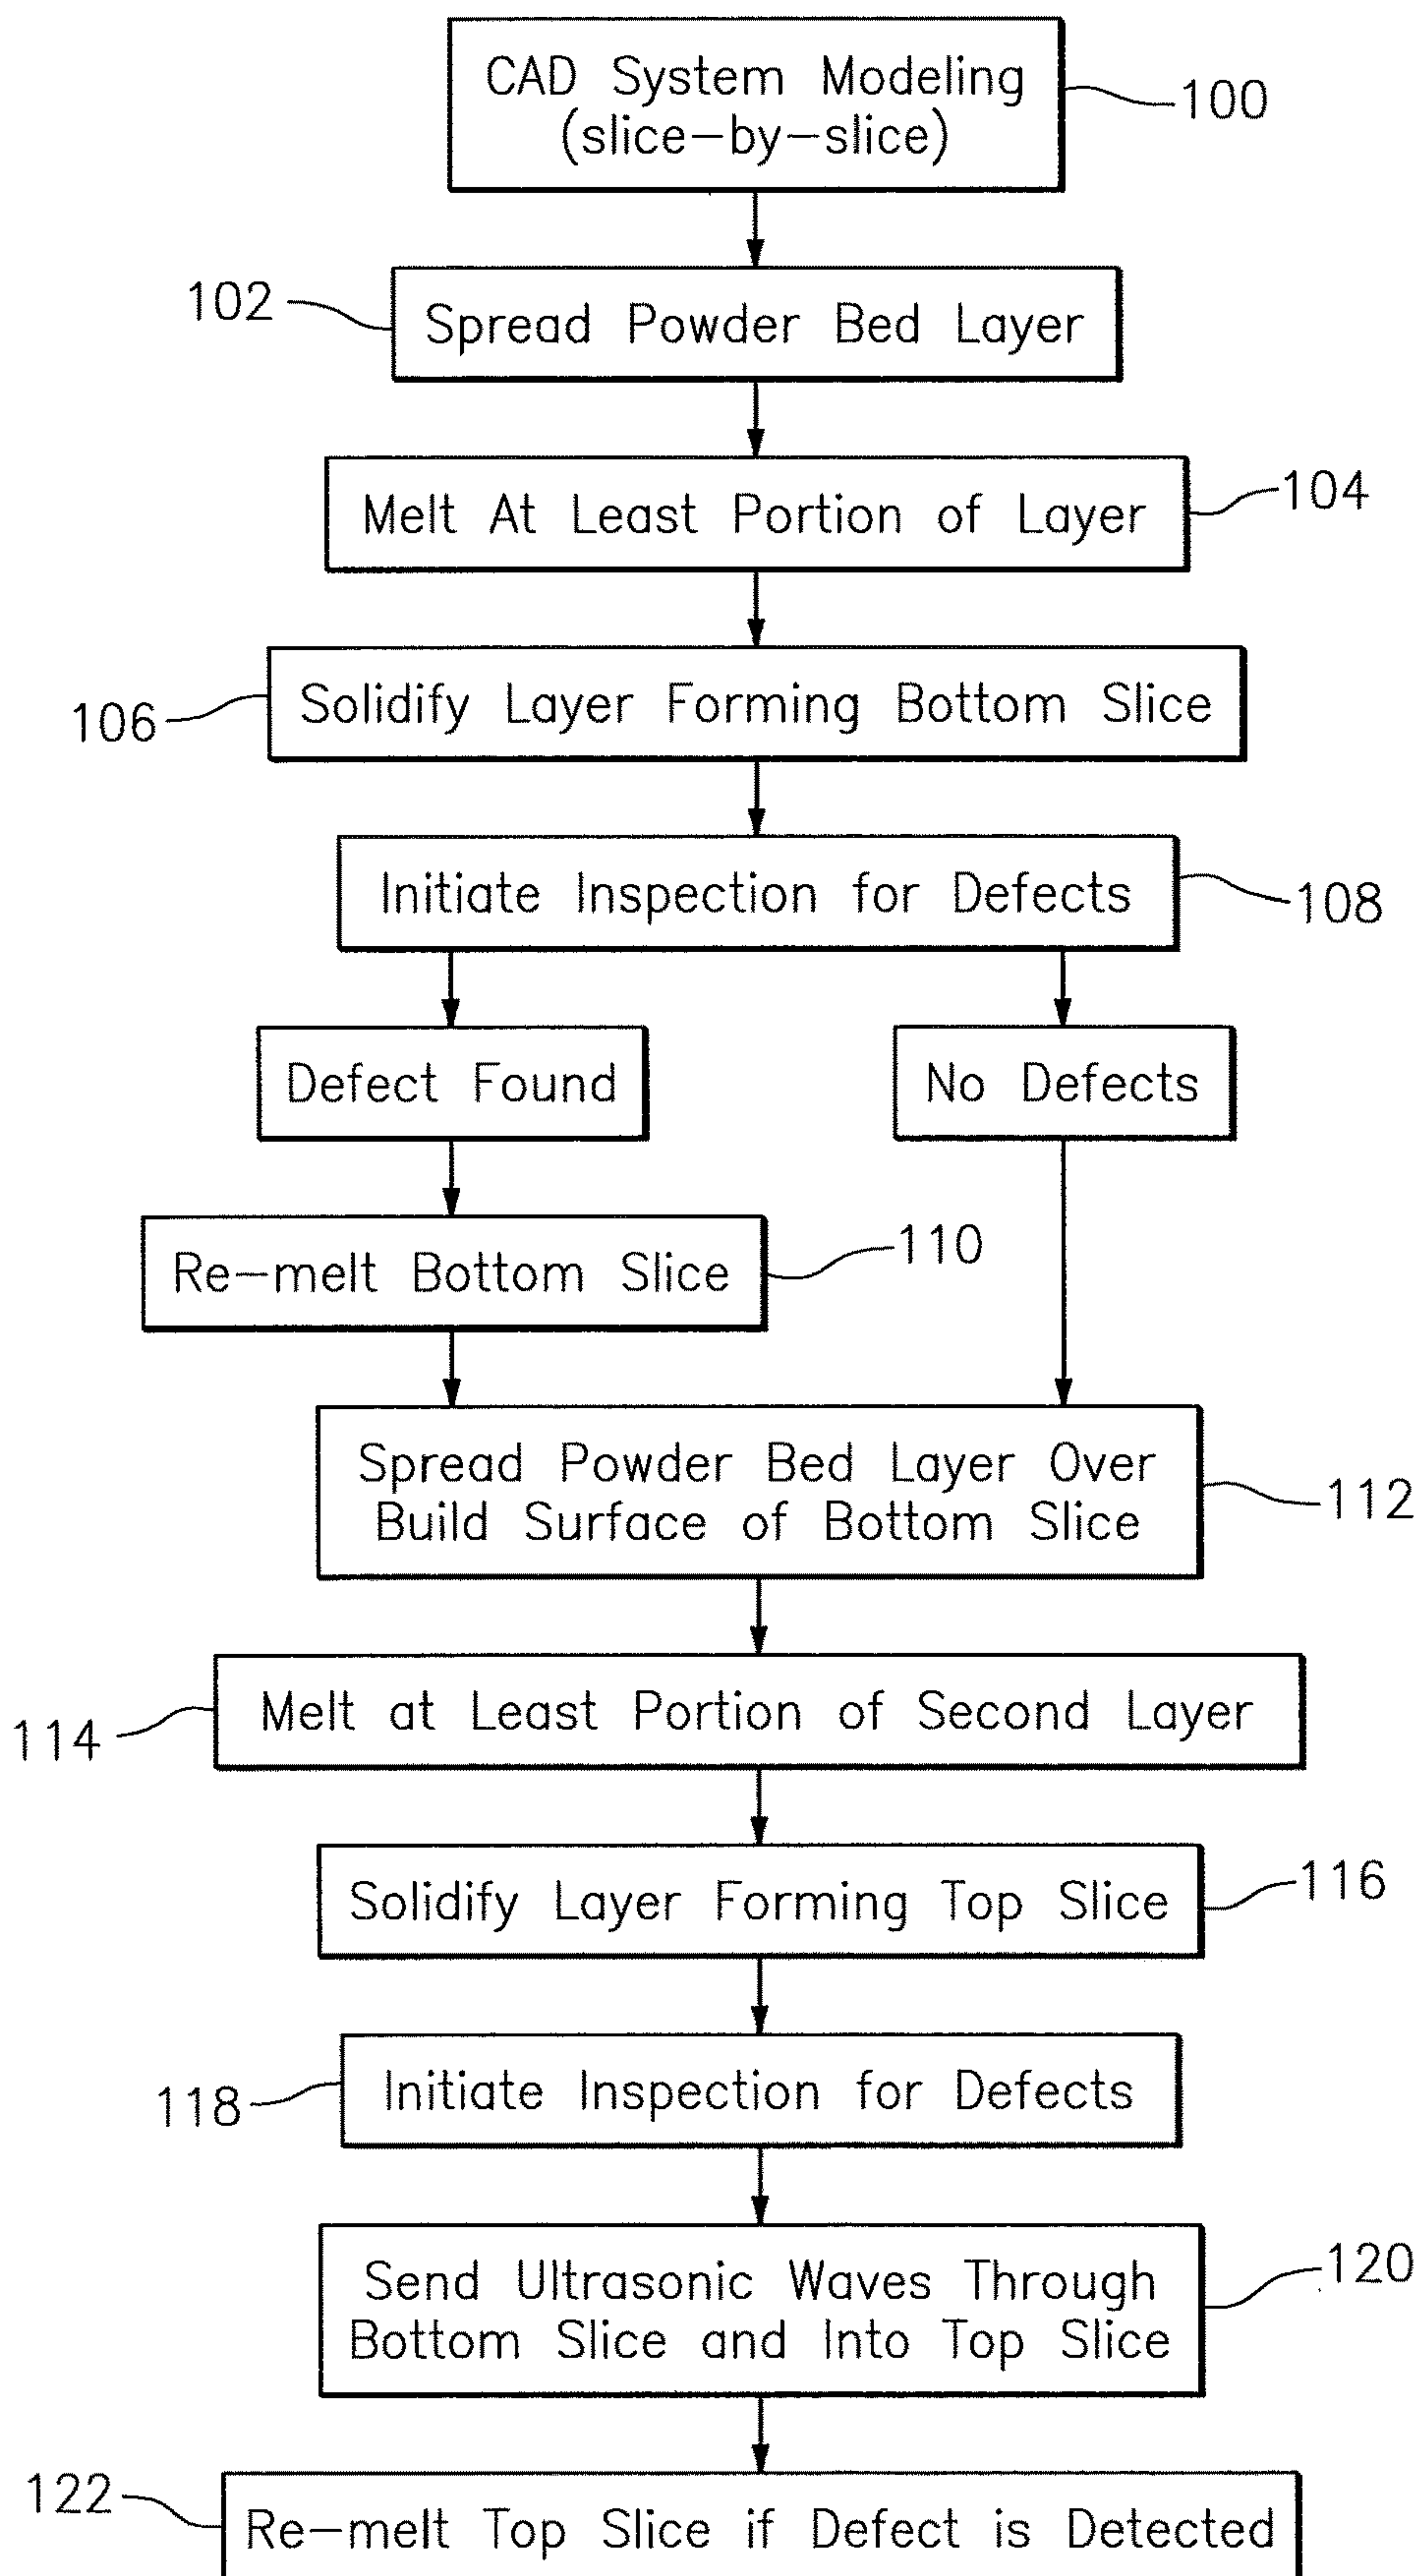 CAD System Modeling
(slice-by-slice)
100
102
Spread Powder Bed Layer
Melt At Least Portion of Layer
104
106
Solidify Layer Forming Bottom Slice
Initiate Inspection for Defects
108
Defect Found
No Defects
Re-melt Bottom Slice
110
Spread Powder Bed Layer Over
Build Surface of Bottom Slice
112
114
Melt at Least Portion of Second Layer
Solidify Layer Forming Top Slice
116
118
Initiate Inspection for Defects
Send Ultrasonic Waves Through
Bottom Slice and Into Top Slice
120
122
Re-melt Top Slice if Defect is Detected